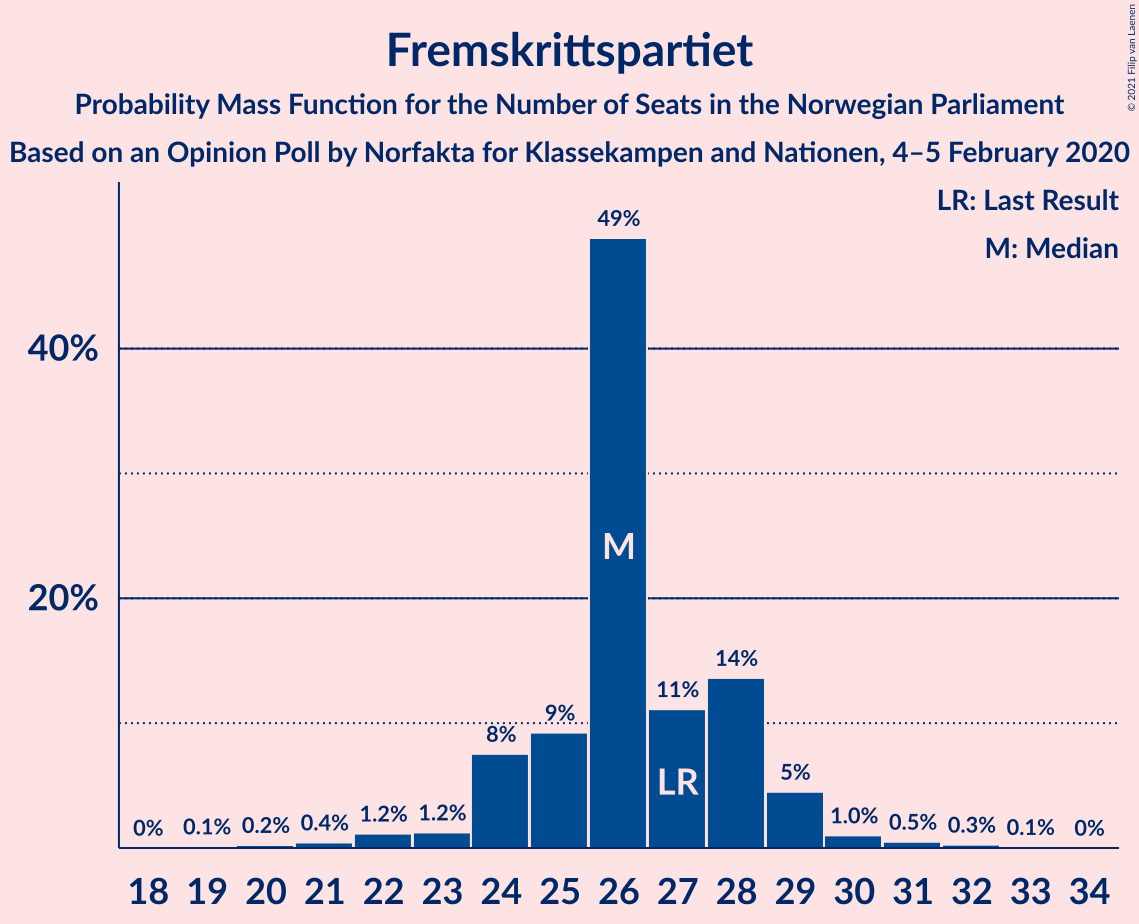 Fremskrittspartiet
Probability Mass Function for the Number of Seats in the Norwegian Parliament
Based on an Opinion Poll by Norfakta for Klassekampen and Nationen, 4–5 February 2020
© 2021 Filip van Laenen
LR: Last Result
M: Median
40%
20%
0%
0.1%
0.2%
0.4%
1.2%
1.2%
8%
9%
49%
11%
14%
5%
1.0%
0.5%
0.3%
0.1%
0%
M
LR
18 19 20 21 22 23 24 25 26 27 28 29 30 31 32 33 34